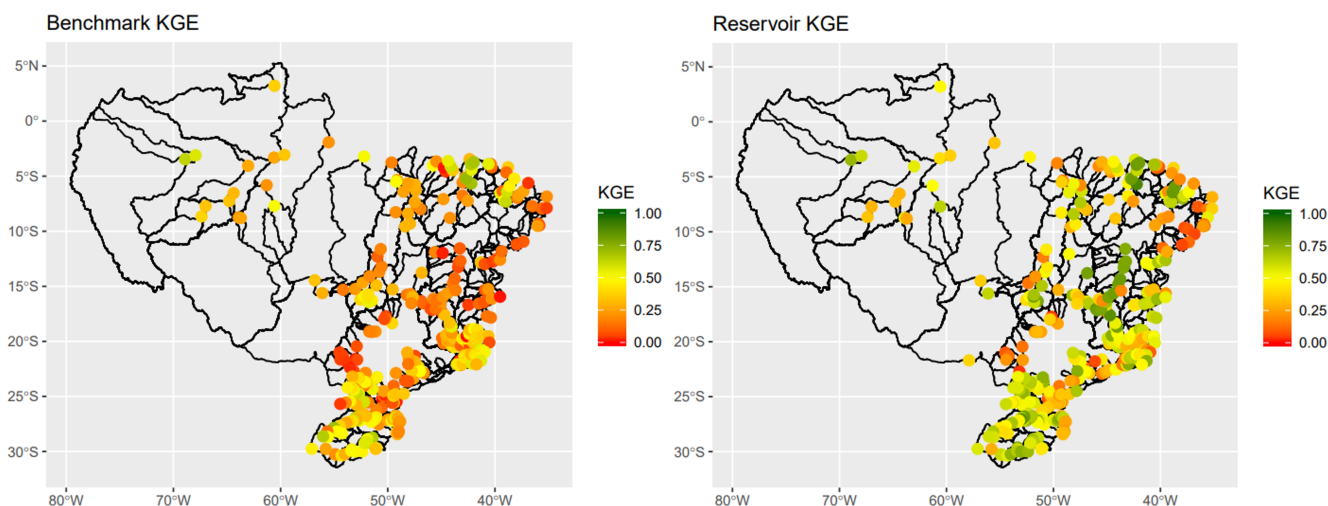 Benchmark KGE
5°N
0°
5°S
10°S
15°S
20°S
25°S
30°S
80°W
70°W
60°W
50°W
40°W
KGE
1.00
0.75
0.50
0.25
0.00
Reservoir KGE
5°N
0°
5°S
10°S
15°S
20°S
25°S
30°S
80°W
70°W
60°W
50°W
40°W
KGE
1.00
0.75
0.50
0.25
0.00